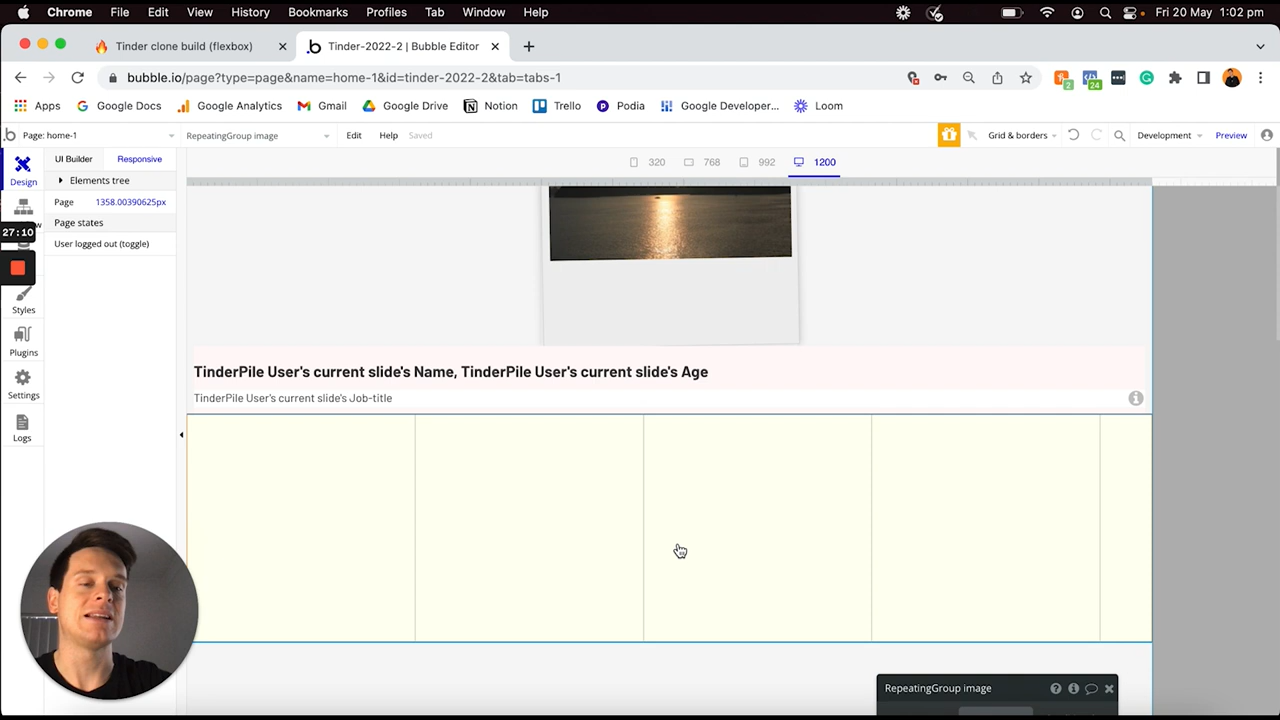 Chrome File Edit View History Bookmarks Profiles Tab Window Help Fri 20 May 1:02 pm
Tinder clone build (flexbox) Tinder-2022-2 | Bubble Editor
bubble.io/page?type=page&name=home-1&id=tinder-2022-2&tab=tabs-1 2 24
Apps Google Docs Google Analytics Gmail Google Drive Notion Trello Podia Google Developer... Loom
Page: home-1 RepeatingGroup image Edit Help Saved Grid & borders Development Preview
UI Builder Responsive 320 768 992 1200
Design Elements tree
Page 1358.00390625px
Page states
27:10 User logged out (toggle)
Styles
Plugins
TinderPile User's current slide's Name, TinderPile User's current slide's Age
Settings TinderPile User's current slide's Job-title
Logs
RepeatingGroup image